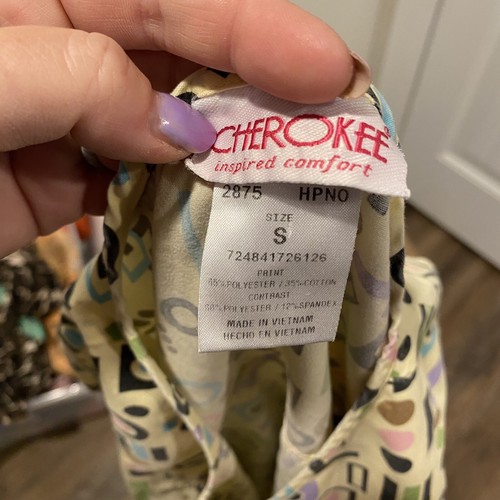 CHEROKEE®
inspired comfort
2875 HPNO
SIZE
S
724841726126
PRINT
65%POLYESTER / 35%COTTON
CONTRAST
88%POLYESTER / 12%SPANDEX
MADE IN VIETNAM
HECHO EN VIETNAM